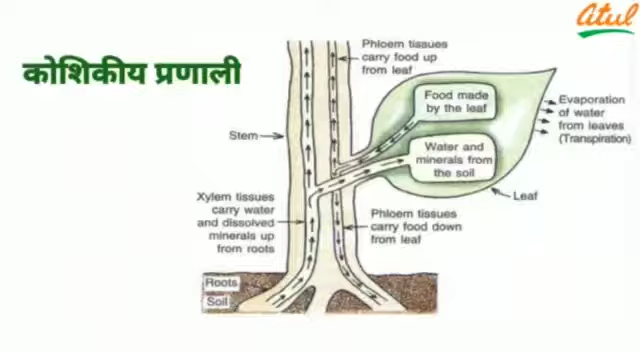 atul
कोशिकीय प्रणाली
Phloem tissues
carry food up
from leaf
Food made
by the leaf
Evaporation
of water
from leaves
(Transpiration)
Stem
Water and
minerals from
the soil
Leaf
Xylem tissues
carry water
and dissolved
minerals up
from roots
Phloem tissues
carry food down
from leaf
Roots
Soil